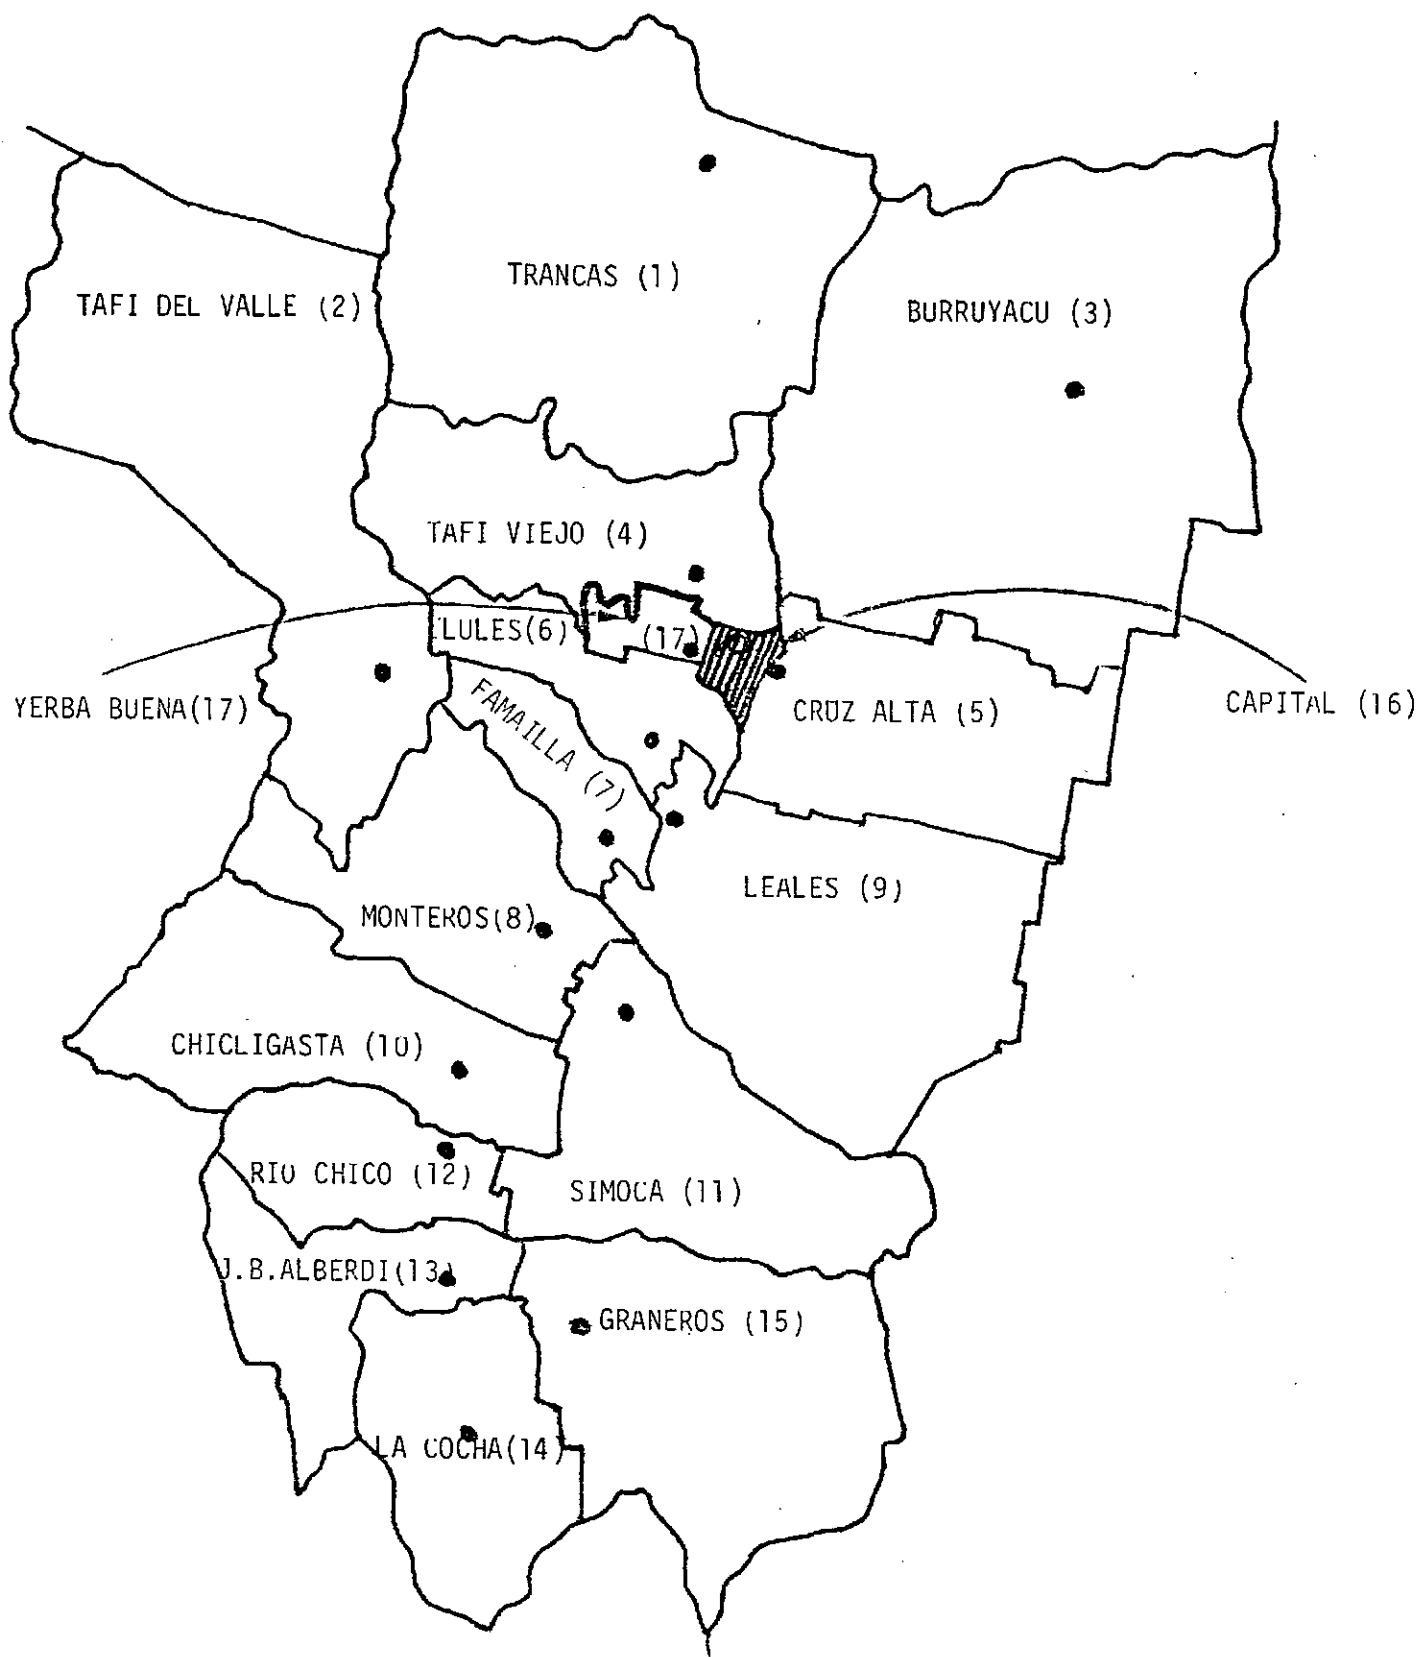 TRANCAS (1)
TAFI DEL VALLE (2)
BURRUYACU (3)
TAFI VIEJO (4)
LULES(6)
(17)
YERBA BUENA(17)
FAMAILLA (7)
CRUZ ALTA (5)
CAPITAL (16)
LEALES (9)
MONTEROS(8)
CHICLIGASTA (10)
RIO CHICO (12)
SIMOCA (11)
J.B.ALBERDI(13)
GRANEROS (15)
LA COCHA(14)